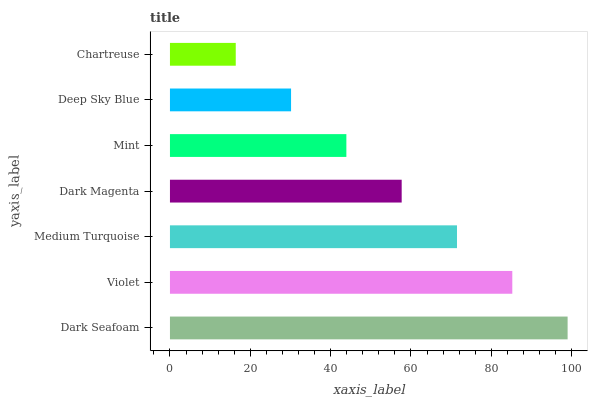 title
Chartreuse
Deep Sky Blue
Mint
Dark Magenta
Medium Turquoise
Violet
Dark Seafoam
yaxis_label
0 20 40 60 80 100
xaxis_label